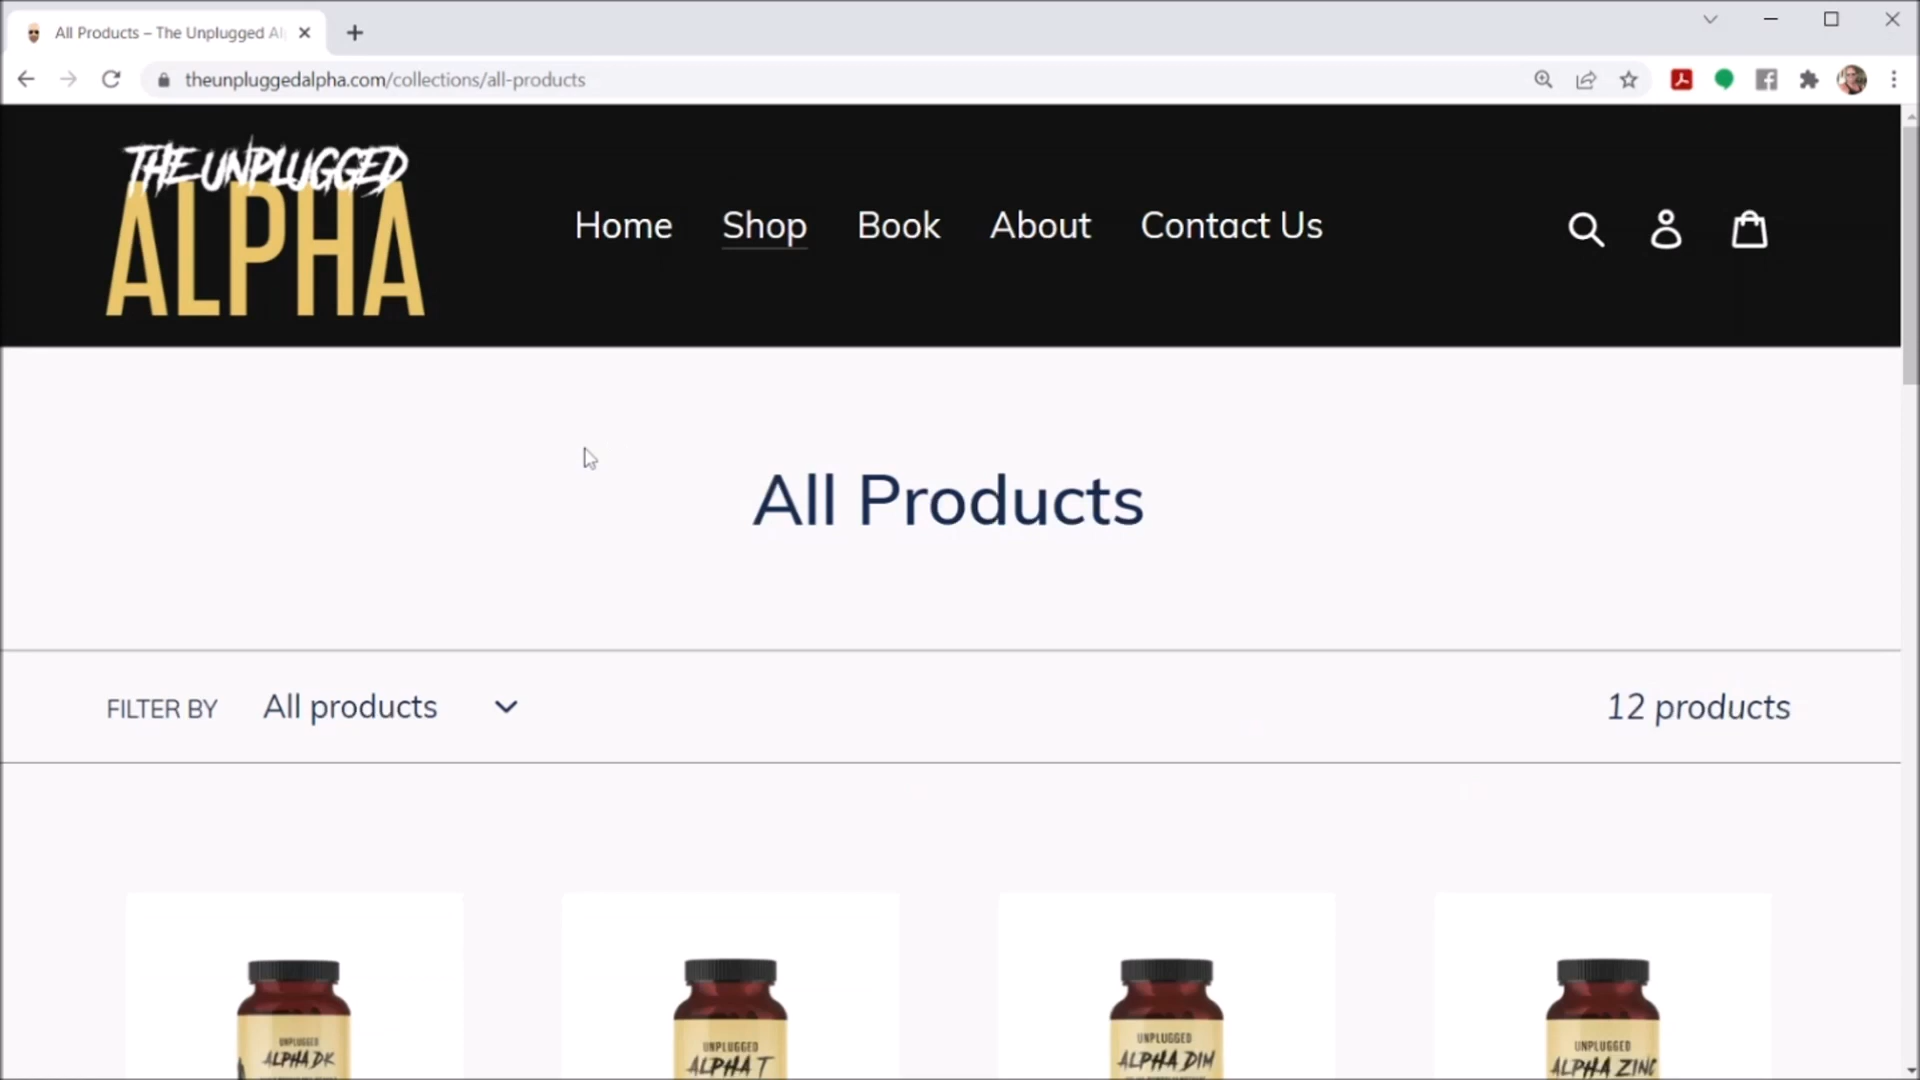 All Products – The Unplugged Al
theunpluggedalpha.com/collections/all-products
THE UNPLUGGED
ALPHA
Home Shop Book About Contact Us
All Products
FILTER BY All products
12 products
UNPLUGGED
ALPHA DK
UNPLUGGED
ALPHA T
UNPLUGGED
ALPHA DIM
UNPLUGGED
ALPHA ZINC